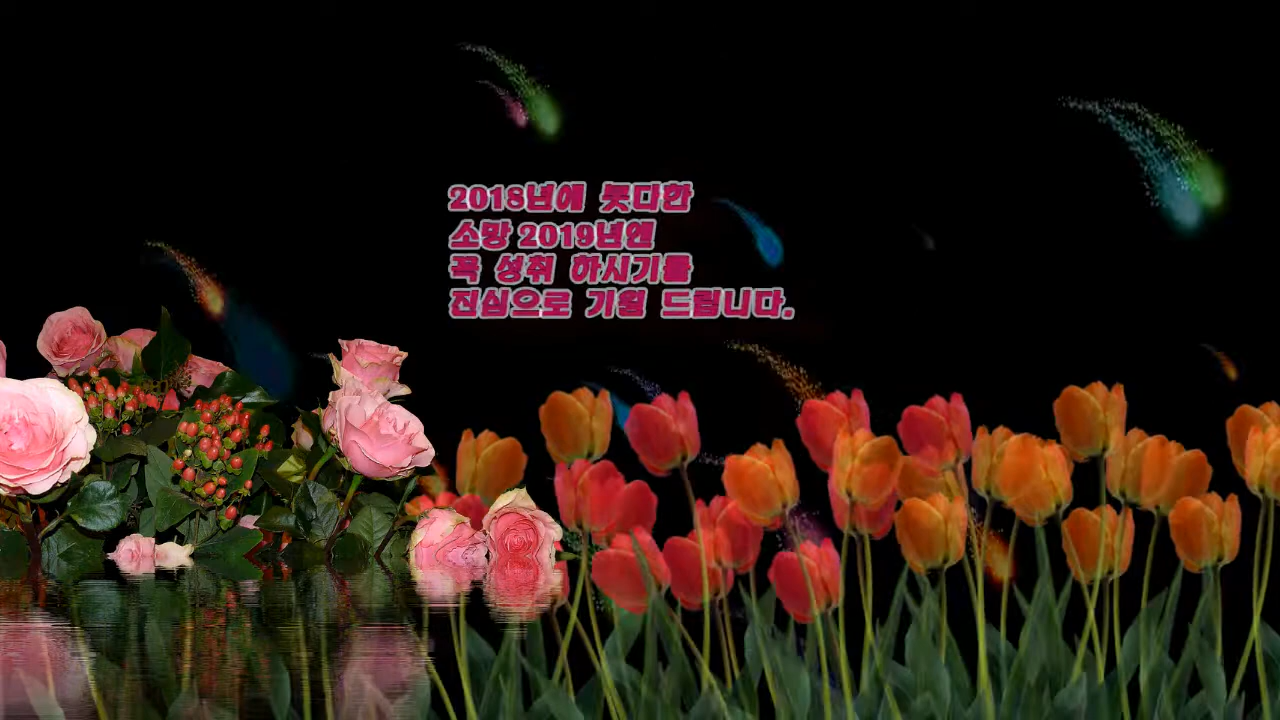 2018년에 못다한
소망 2019년엔
꼭 성취 하시기를
진심으로 기원 드립니다.